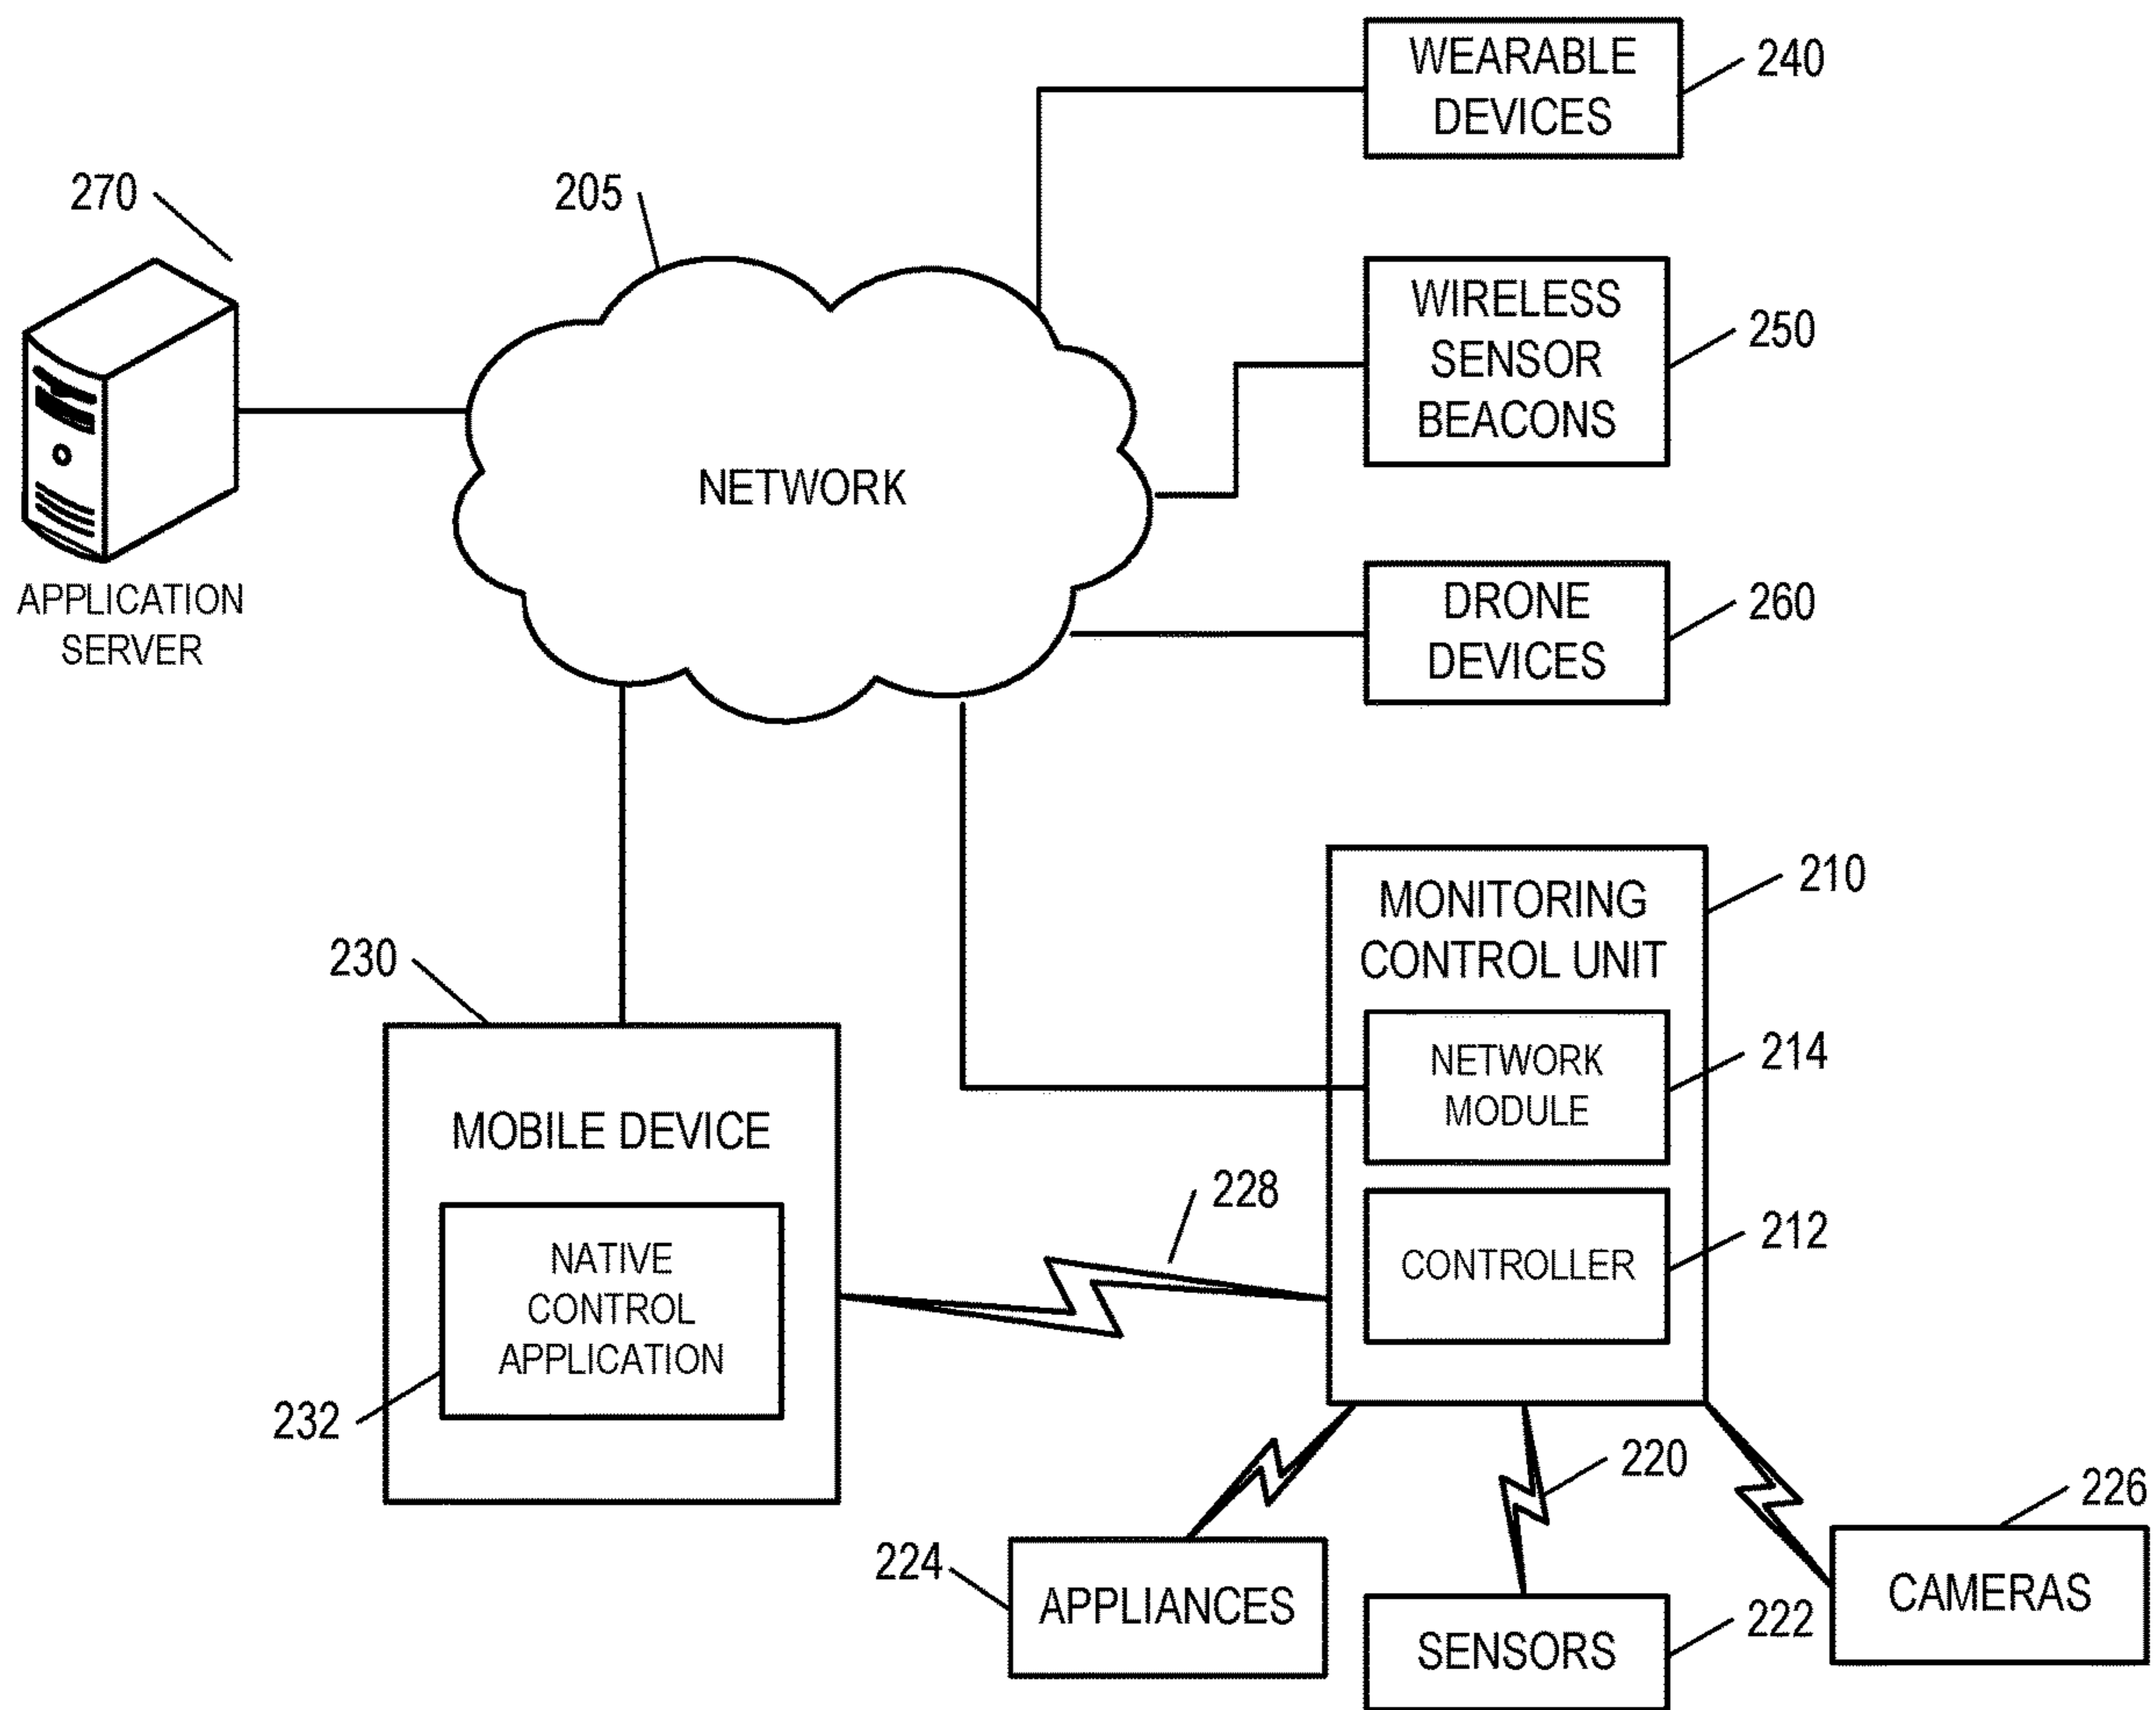 WEARABLE
DEVICES
240
270
205
WIRELESS
SENSOR
BEACONS
250
NETWORK
APPLICATION
SERVER
DRONE
DEVICES
260
210
MONITORING
CONTROL UNIT
230
NETWORK
MODULE
214
MOBILE DEVICE
228
CONTROLLER
212
NATIVE
CONTROL
APPLICATION
232
220
226
224
APPLIANCES
CAMERAS
SENSORS
222